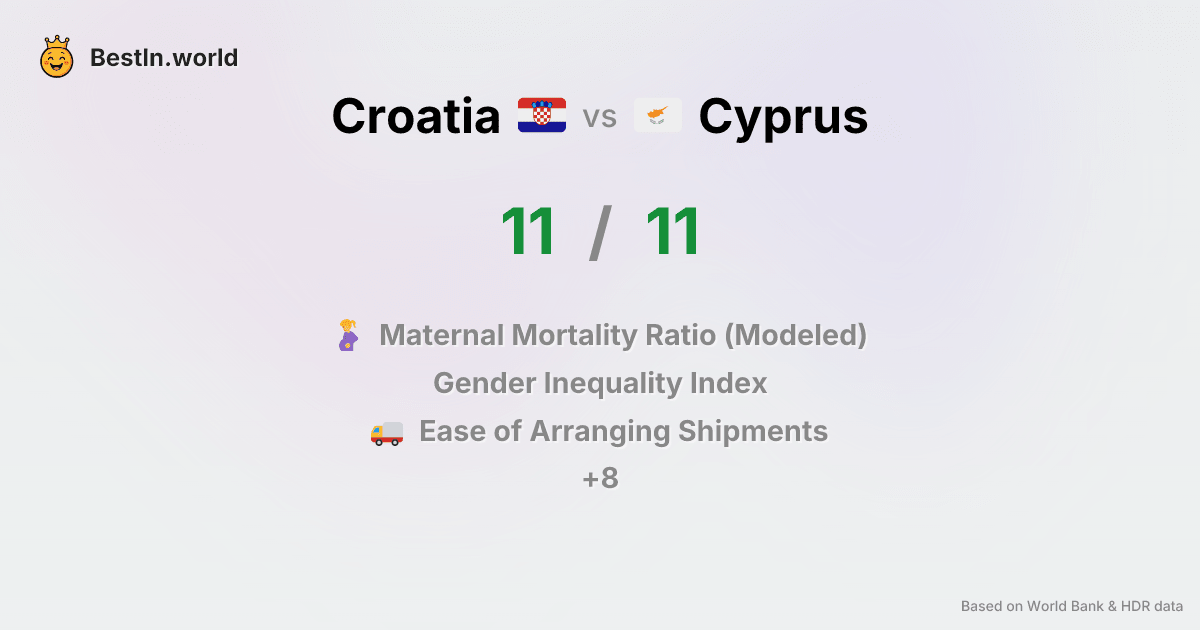 BestIn.world
Croatia vs Cyprus
11 / 11
Maternal Mortality Ratio (Modeled)
Gender Inequality Index
Ease of Arranging Shipments
+8
Based on World Bank & HDR data